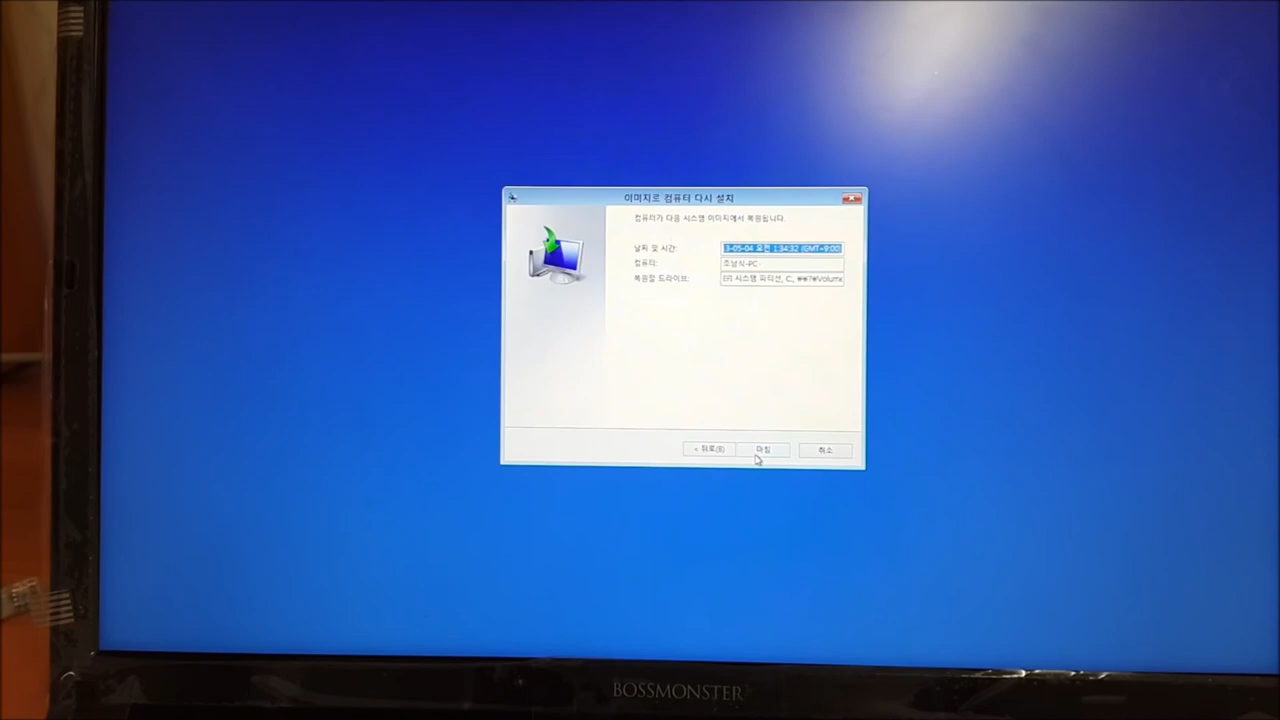 이미지로 컴퓨터 다시 설치
컴퓨터가 다음 시스템 이미지에서 복원됩니다.
날짜 및 시간: 3-05-04 오전 1:34:32 (GMT+9:00)
컴퓨터: 조남식-PC
복원할 드라이브: EFI 시스템 파티션, C:, ₩₩?₩Volume
< 뒤로(B) 마침 취소
BOSSMONSTER